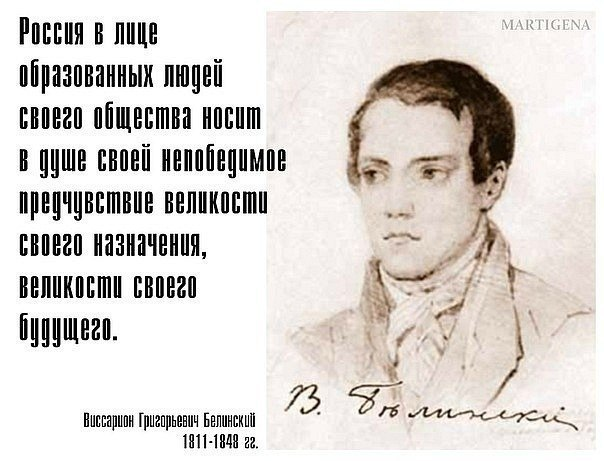 Россия в лице
образованных людей
своего общества носит
в душе своей непобедимое
предчувствие великости
своего назначения,
великости своего
будущего.
Виссарион Григорьевич Белинский
1811-1848 гг.
MARTIGENA
В. Бѣлинскій